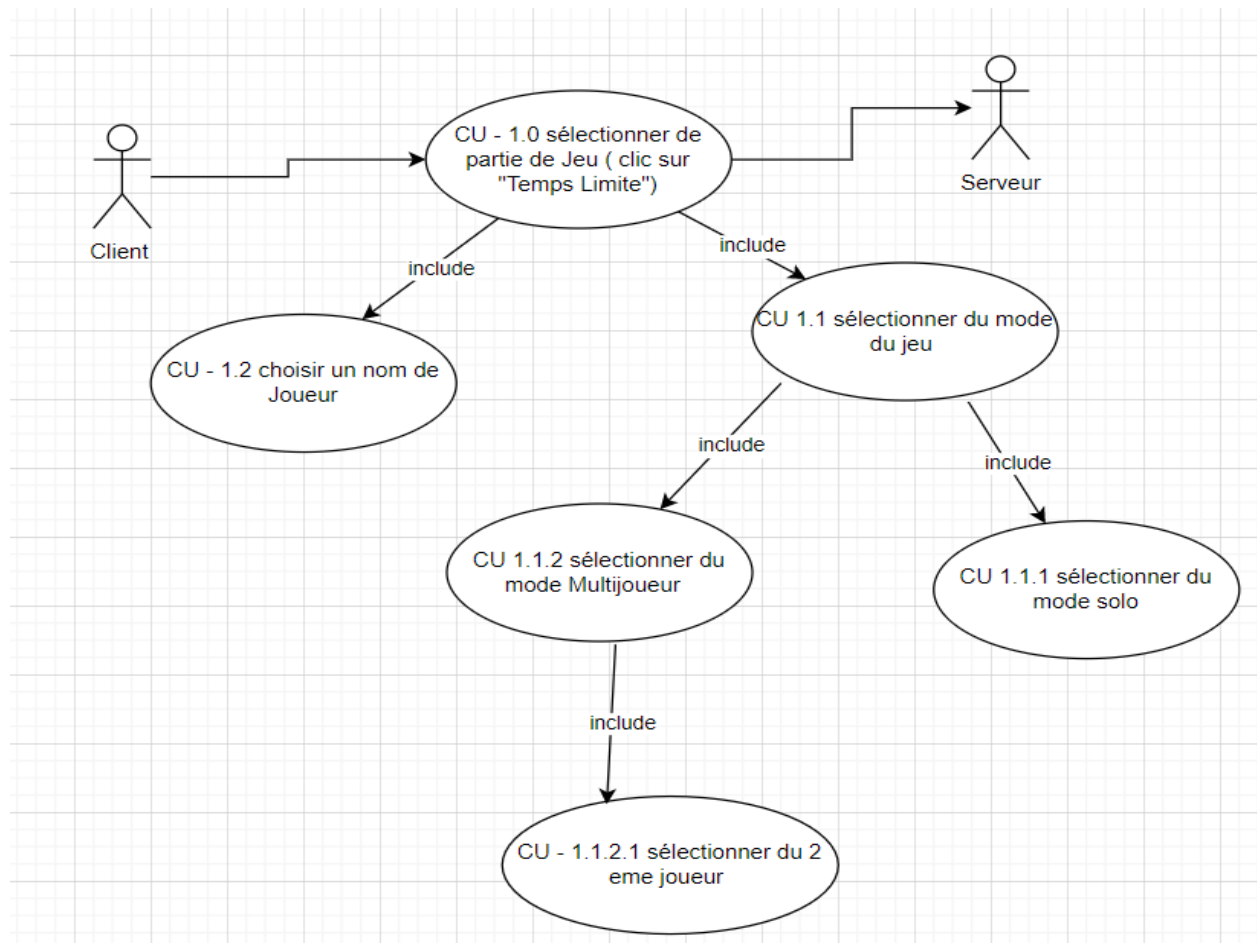 CU - 1.0 sélectionner de
partie de Jeu ( clic sur
"Temps Limite")
Serveur
Client
include
include
CU 1.1 sélectionner du mode
du jeu
CU - 1.2 choisir un nom de
Joueur
include
include
CU 1.1.2 sélectionner du
mode Multijoueur
CU 1.1.1 sélectionner du
mode solo
include
CU - 1.1.2.1 sélectionner du 2
eme joueur